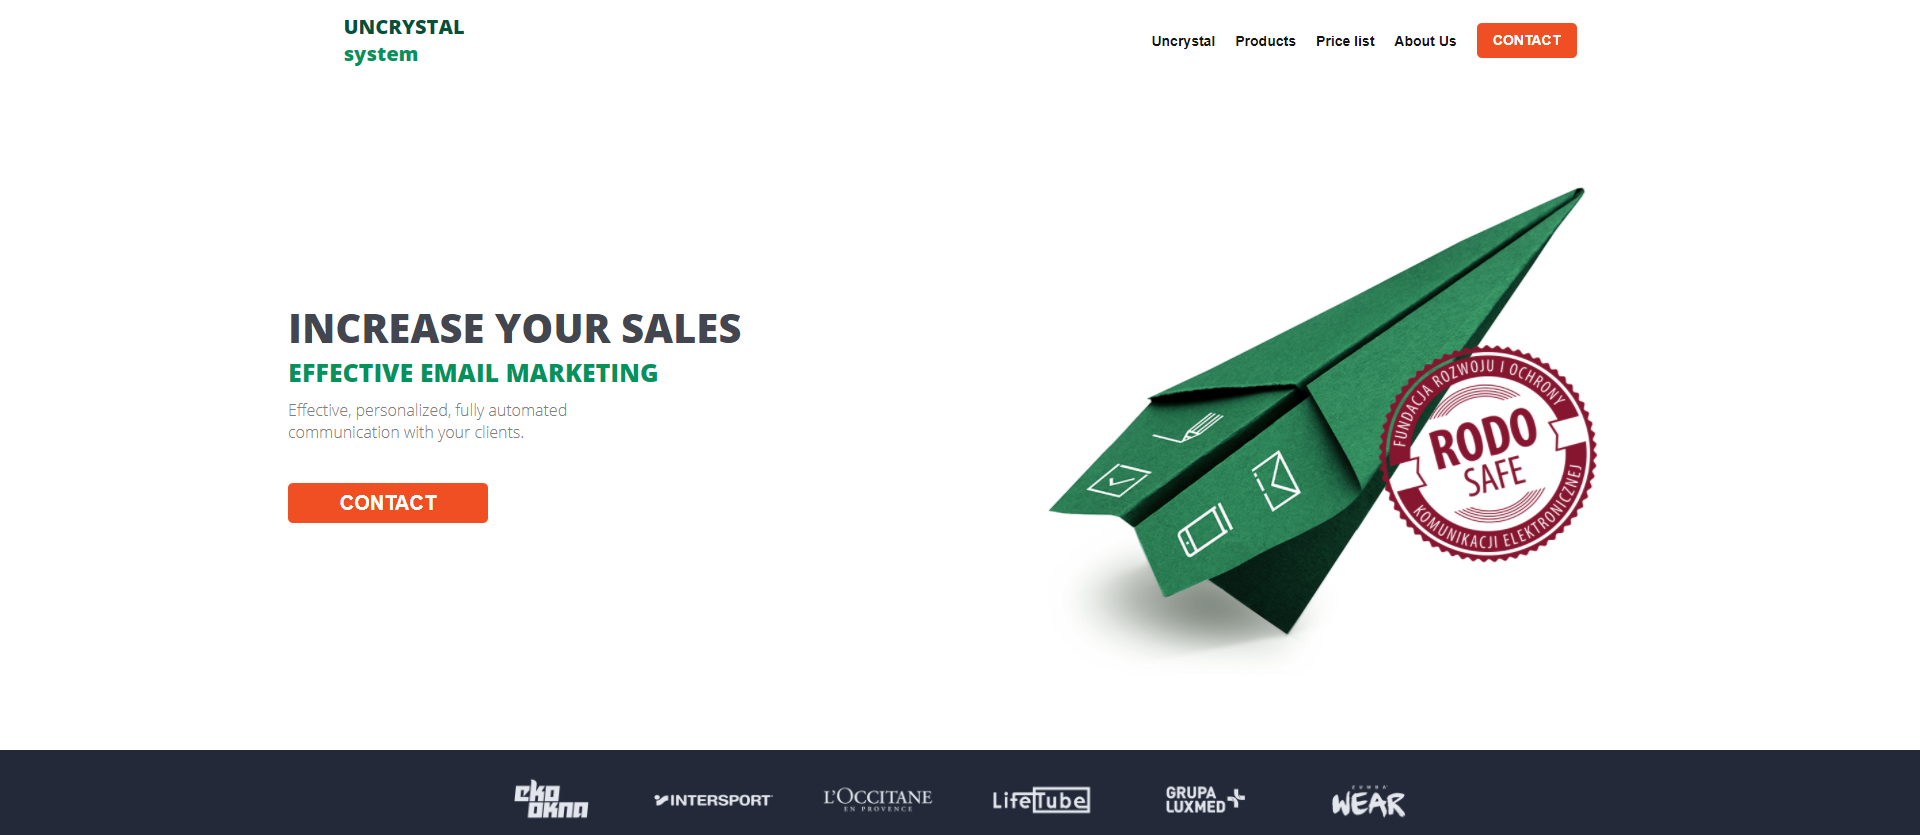 UNCRYSTAL
system
Uncrystal
Products
Price list
About Us
CONTACT
INCREASE YOUR SALES
EFFECTIVE EMAIL MARKETING
Effective, personalized, fully automated
communication with your clients.
CONTACT
FUNDACJA ROZWOJU I OCHRONY
RODO
SAFE
KOMUNIKACJI ELEKTRONICZNEJ
eko
okna
INTERSPORT
L'OCCITANE
EN PROVENCE
LifeTube
GRUPA
LUXMED
WEAR